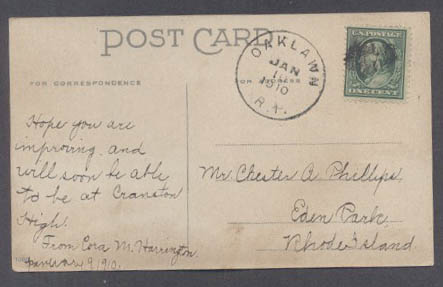 POST CARD
OAKLAWN
JAN
1910
R.I.
U.S. POSTAGE
ONE CENT
FOR CORRESPONDENCE
FOR ADDRESS
Hope you are
improving and
will soon be able
to be at Cranston
High.
From Cora M. Harrington
January 9, 1910.
Mr. Chester A Phillips,
Eden Park,
Rhode Island.